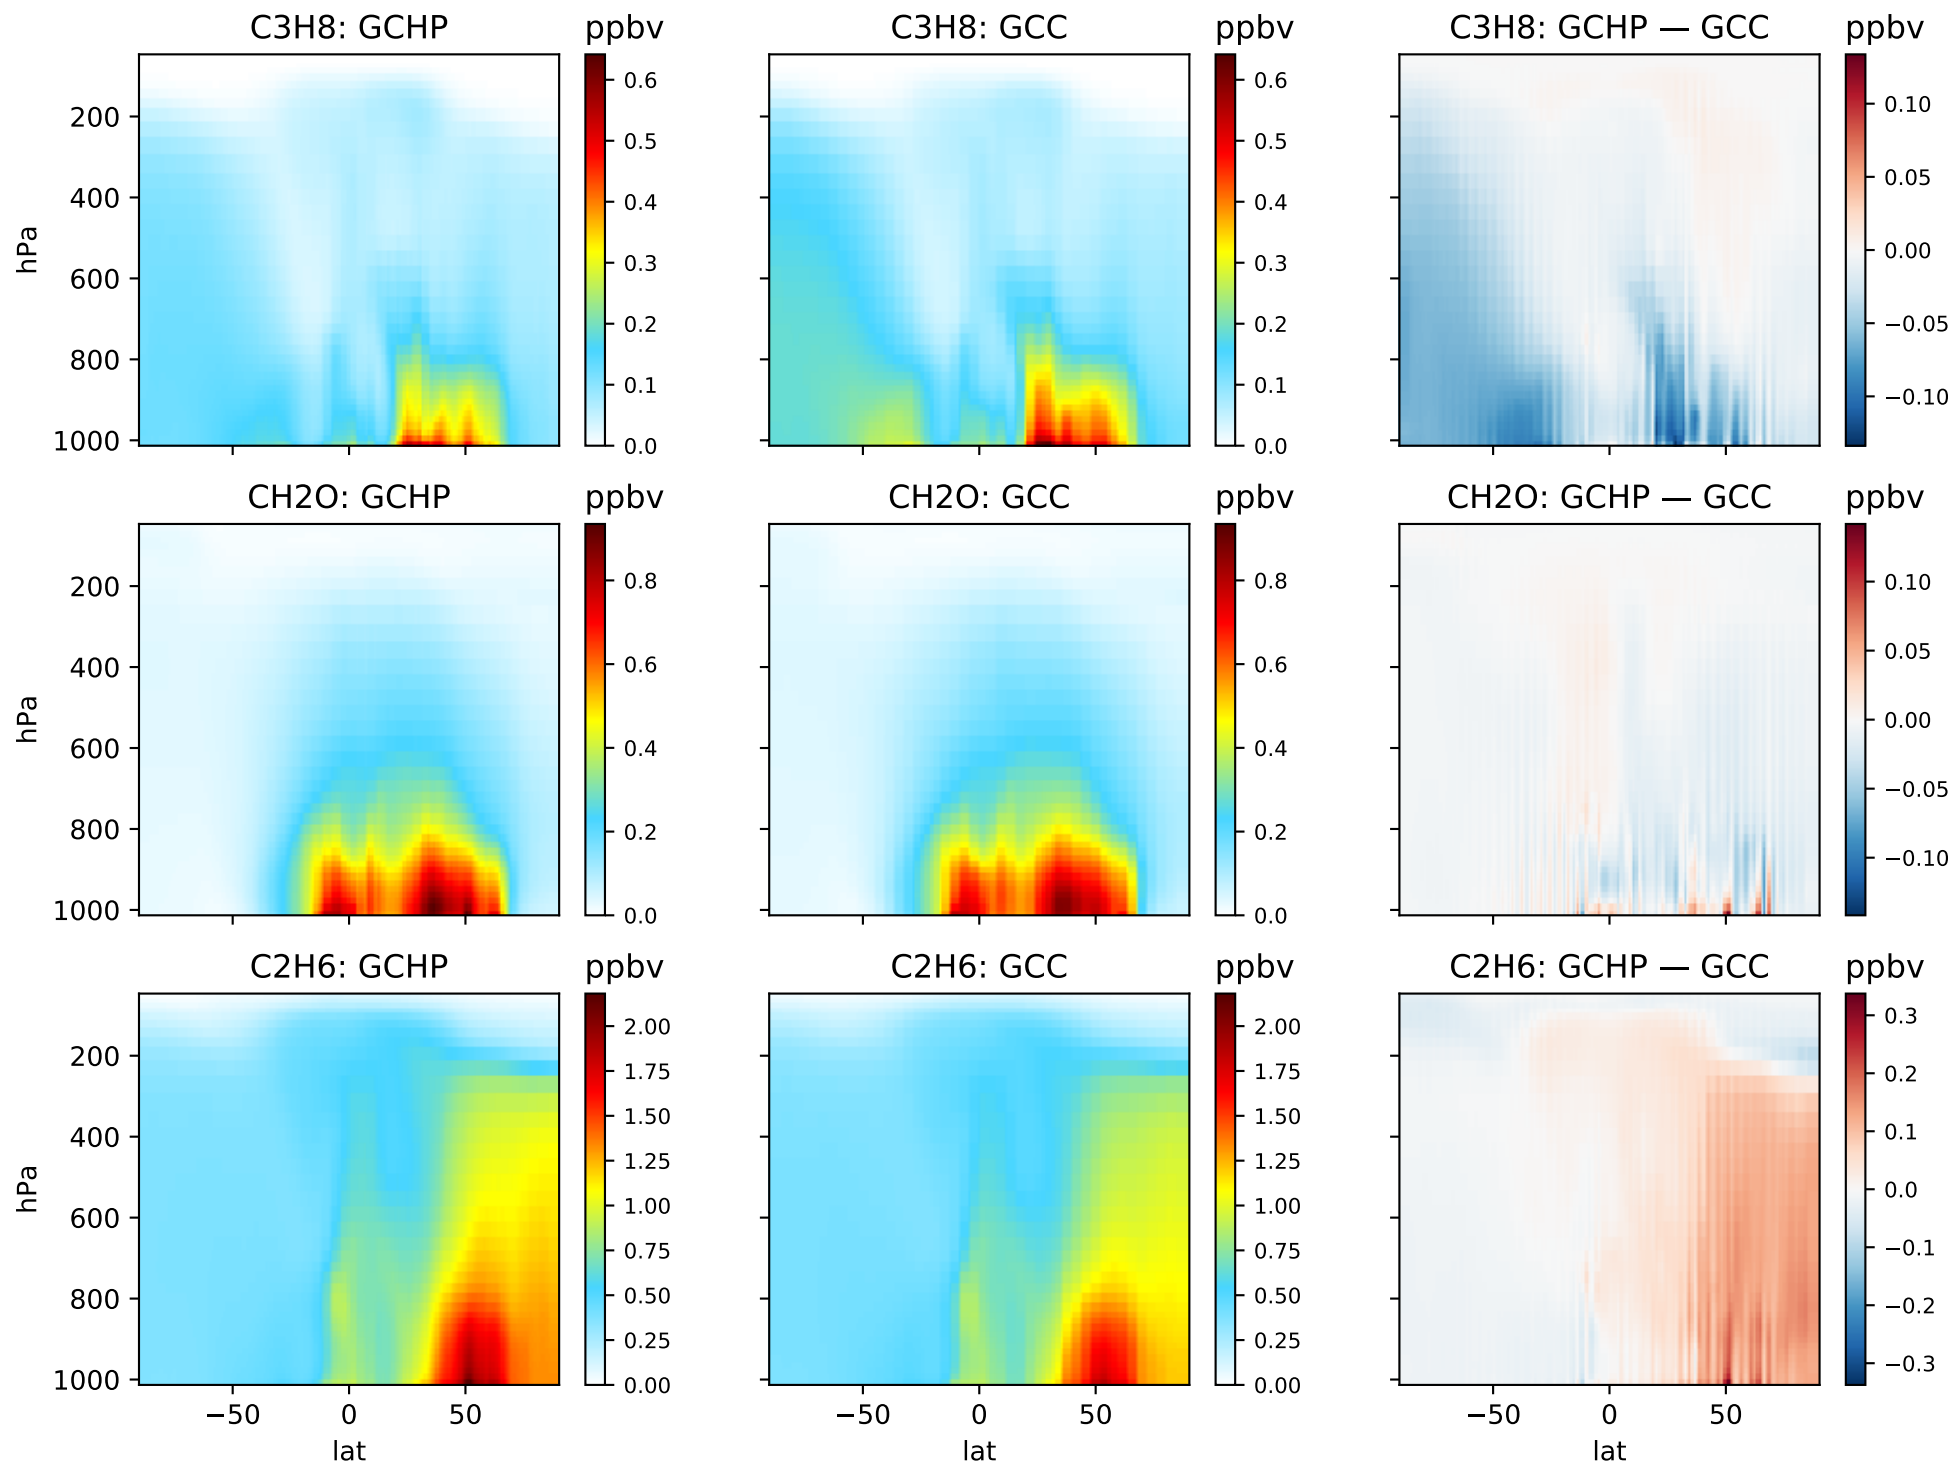 C3H8: GCHP ppbv C3H8: GCC ppbv C3H8: GCHP — GCC ppbv
200 0.6 0.6 0.10
400 0.5 0.5 0.05
hPa 0.4 0.4
600 0.3 0.3 0.00
800 0.2 0.2 −0.05
0.1 0.1 −0.10
1000 0.0 0.0
CH2O: GCHP ppbv CH2O: GCC ppbv CH2O: GCHP — GCC ppbv
200 0.8 0.8 0.10
400 0.6 0.6 0.05
hPa
600 0.4 0.4 0.00
800 0.2 0.2 −0.05
−0.10
1000 0.0 0.0
C2H6: GCHP ppbv C2H6: GCC ppbv C2H6: GCHP — GCC ppbv
2.00 2.00 0.3
200 1.75 1.75 0.2
400 1.50 1.50 0.1
hPa 1.25 1.25
600 1.00 1.00 0.0
0.75 0.75 −0.1
800 0.50 0.50 −0.2
0.25 0.25 −0.3
1000 0.00 0.00
−50 0 50 −50 0 50 −50 0 50
lat lat lat